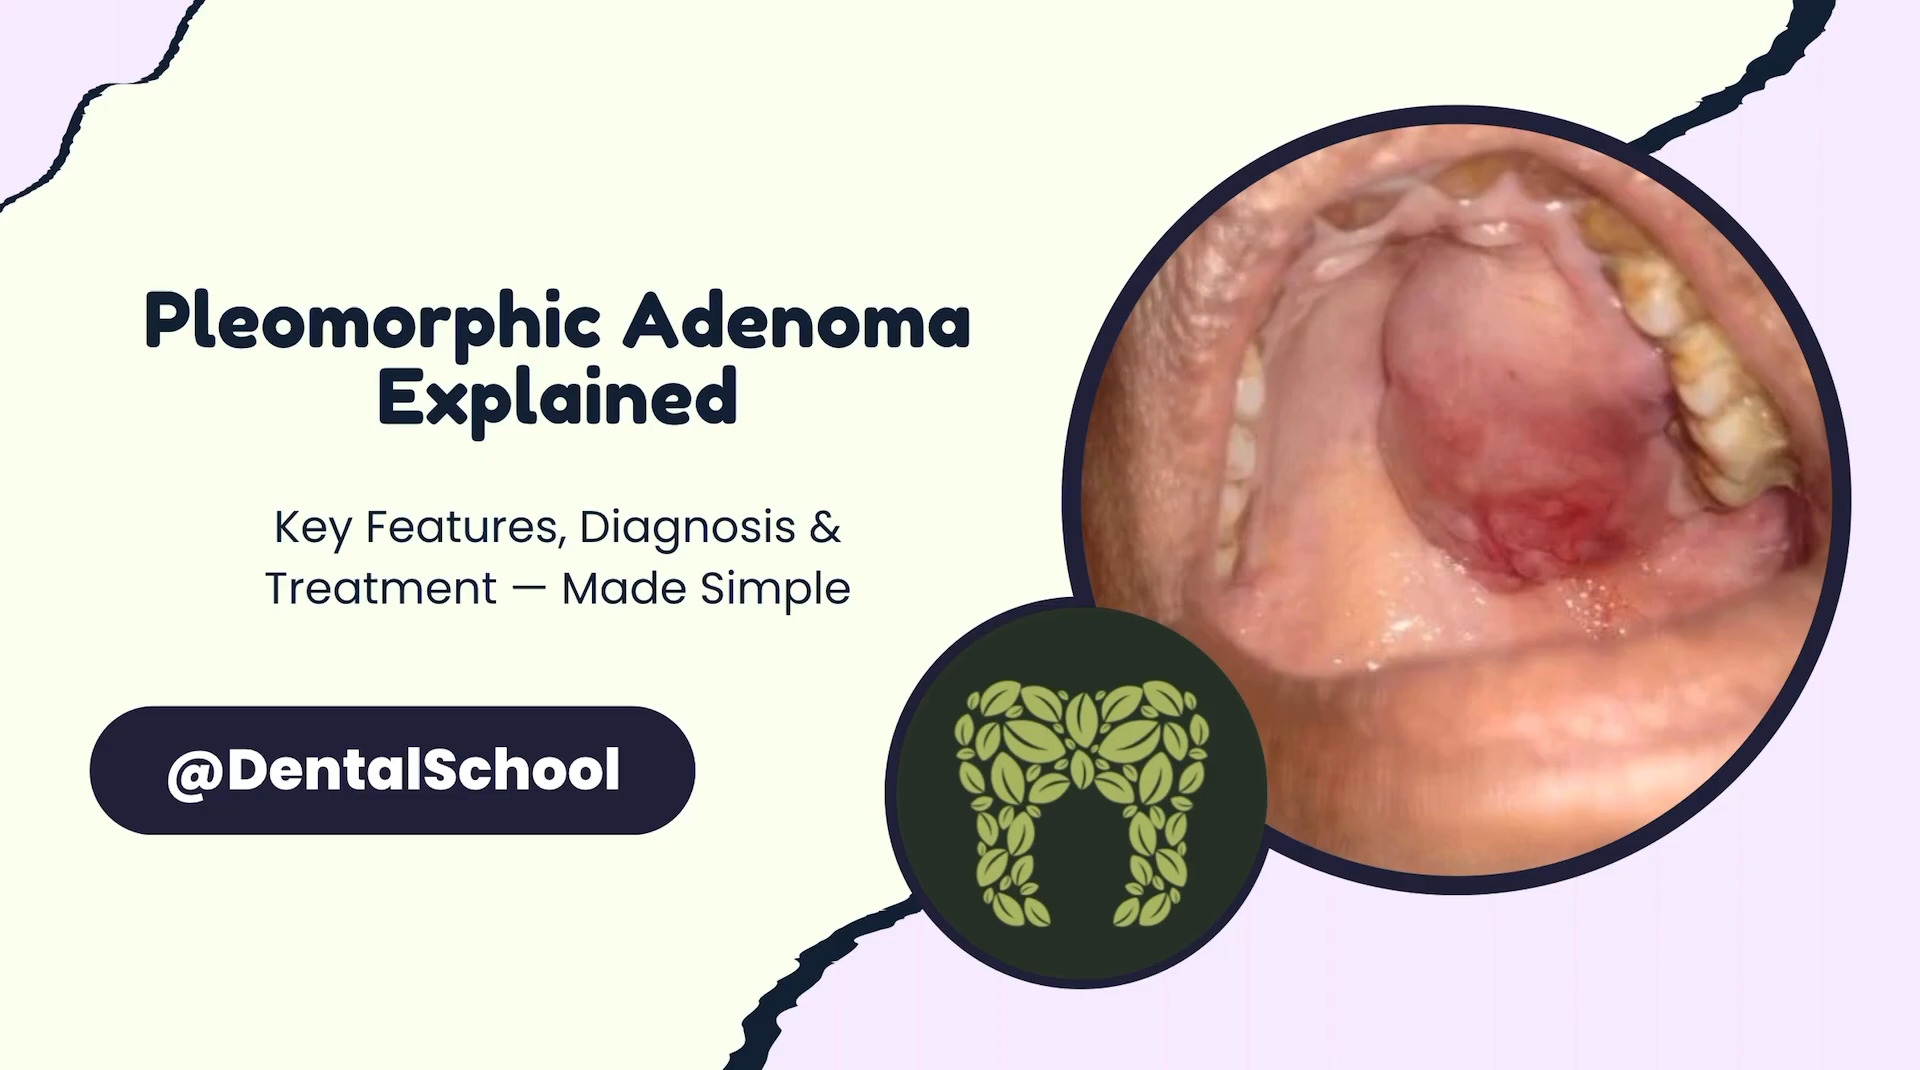 Pleomorphic Adenoma
Explained
Key Features, Diagnosis &
Treatment — Made Simple
@DentalSchool